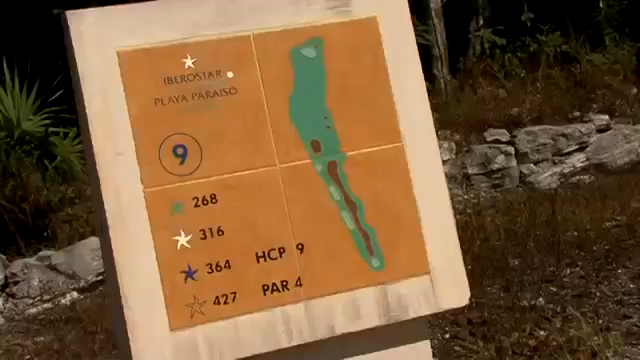 IBEROSTAR
PLAYA PARAISO
9
268
316
364 HCP 9
427 PAR 4